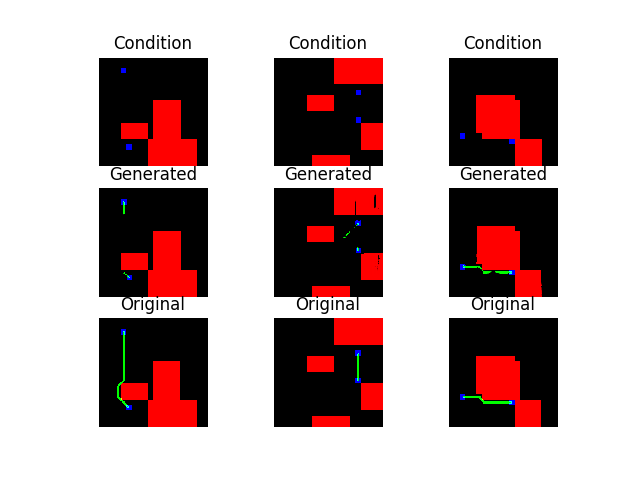 Condition Condition Condition
Generated Generated Generated
Original Original Original